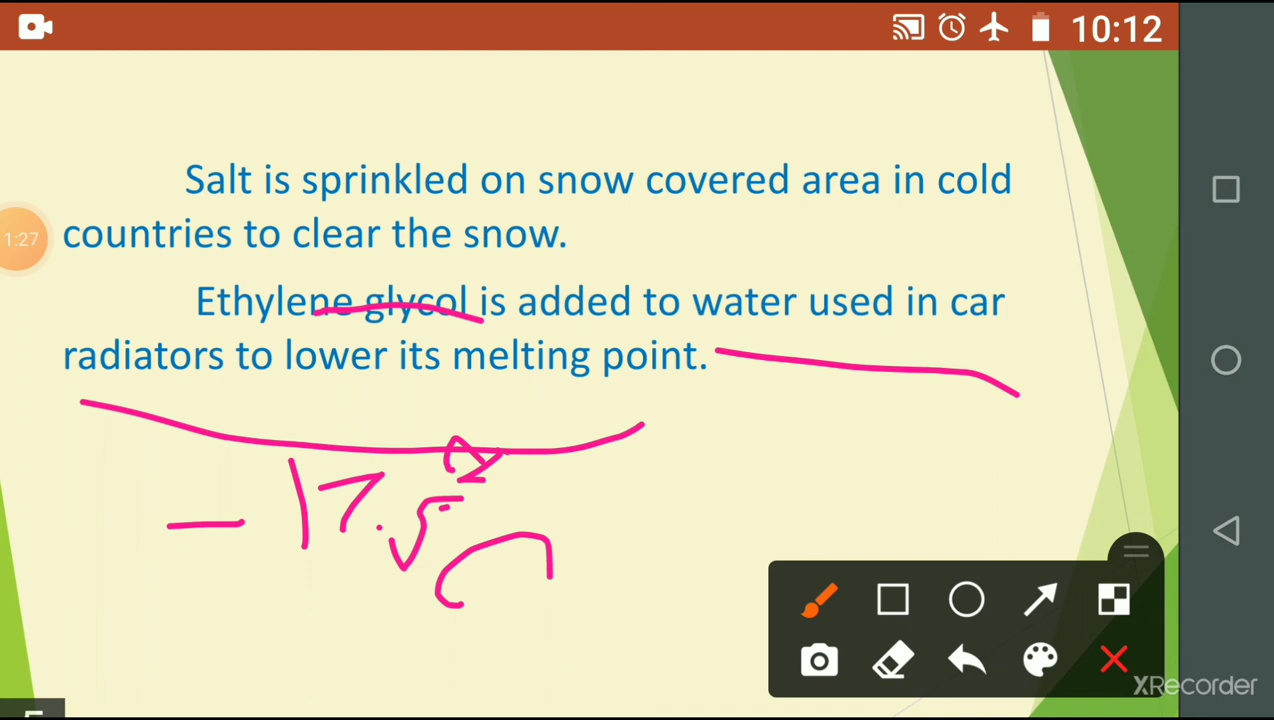 10:12
Salt is sprinkled on snow covered area in cold
countries to clear the snow.
1:27
Ethylene glycol is added to water used in car
radiators to lower its melting point.
XRecorder